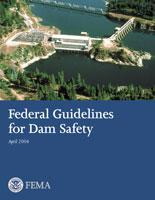 Federal Guidelines
for Dam Safety
April 2004
FEMA